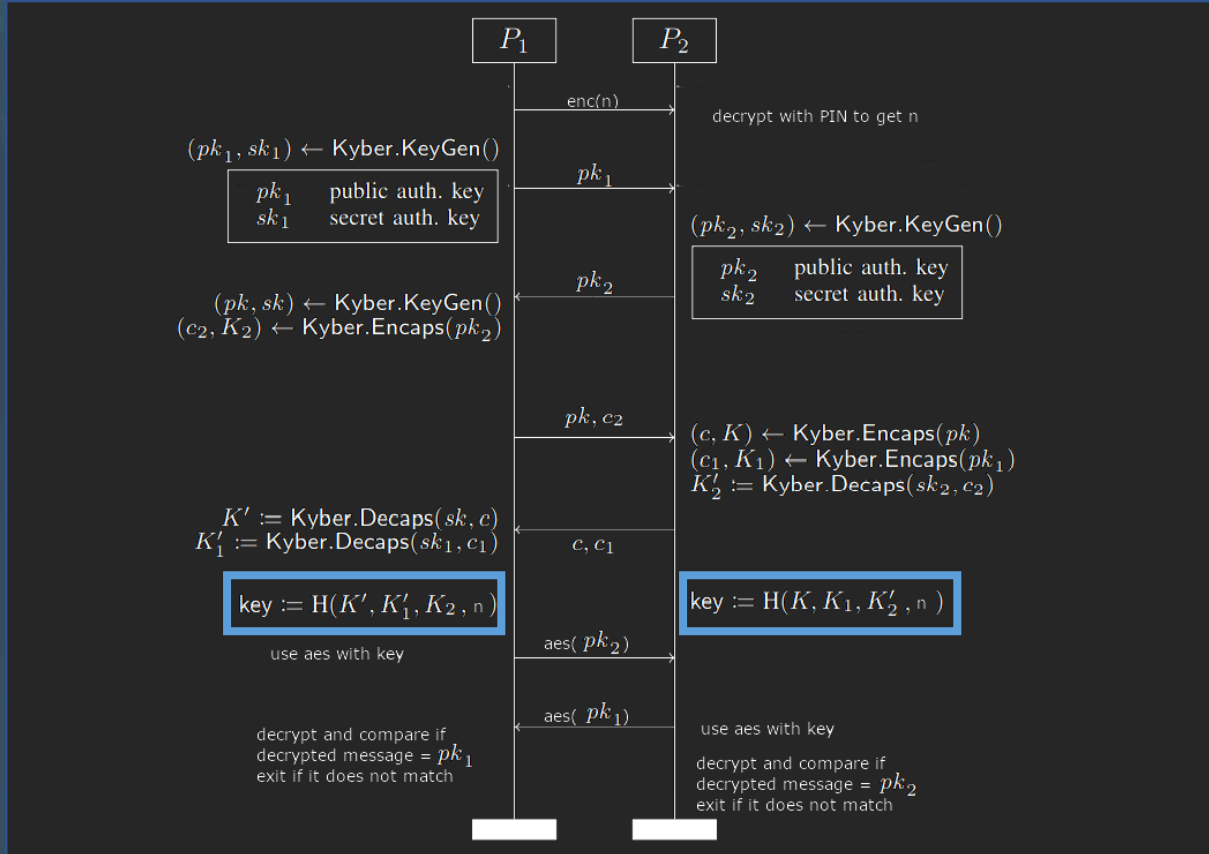 P₁ P₂
enc(n)
decrypt with PIN to get n
(pk₁, sk₁) ← Kyber.KeyGen()
pk₁
pk₁ public auth. key
sk₁ secret auth. key
(pk₂, sk₂) ← Kyber.KeyGen()
pk₂
pk₂ public auth. key
sk₂ secret auth. key
(pk, sk) ← Kyber.KeyGen()
(c₂, K₂) ← Kyber.Encaps(pk₂)
pk, c₂
(c, K) ← Kyber.Encaps(pk)
(c₁, K₁) ← Kyber.Encaps(pk₁)
K′₂ := Kyber.Decaps(sk₂, c₂)
K′ := Kyber.Decaps(sk, c)
K′₁ := Kyber.Decaps(sk₁, c₁)
c, c₁
key := H(K′, K′₁, K₂, n)
key := H(K, K₁, K′₂, n)
use aes with key
aes( pk₂)
aes( pk₁)
use aes with key
decrypt and compare if
decrypted message = pk₁
exit if it does not match
decrypt and compare if
decrypted message = pk₂
exit if it does not match